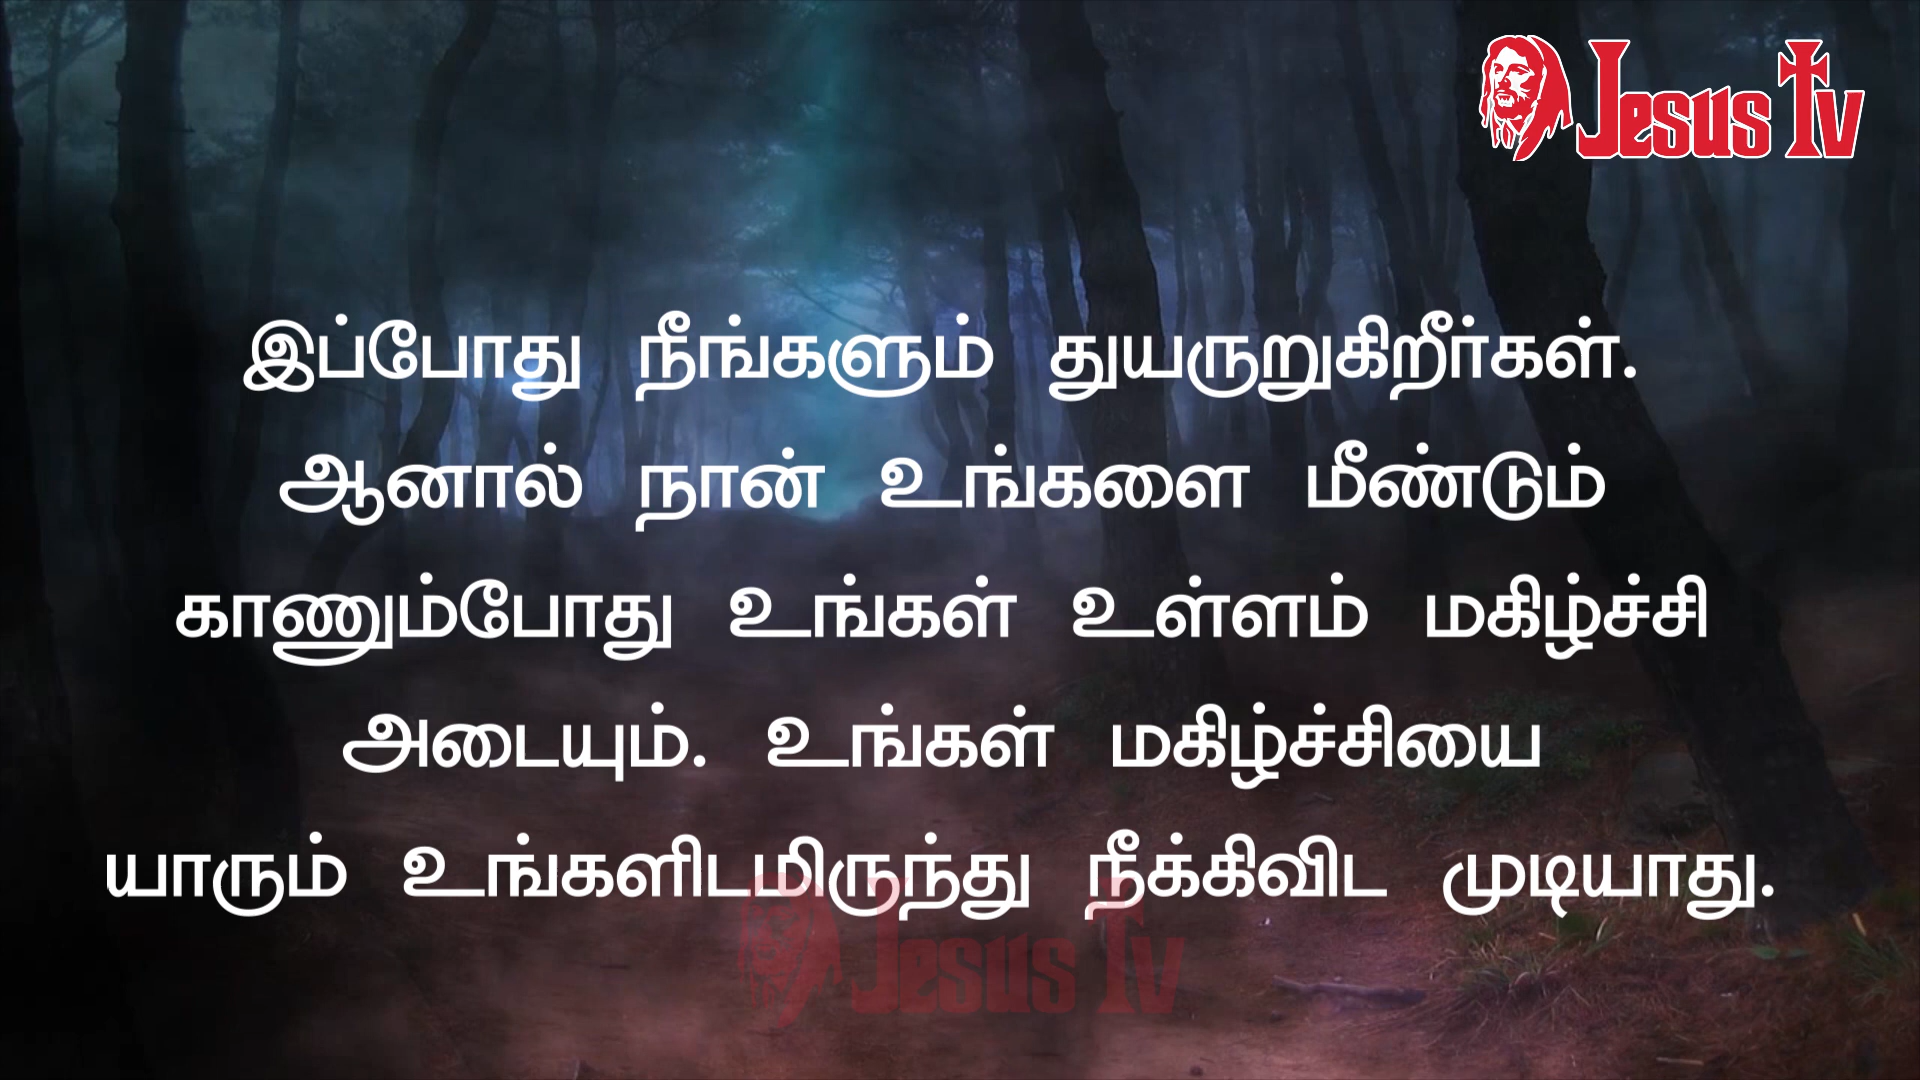 Jesus Tv
இப்போது நீங்களும் துயருறுகிறீர்கள்.
ஆனால் நான் உங்களை மீண்டும்
காணும்போது உங்கள் உள்ளம் மகிழ்ச்சி
அடையும். உங்கள் மகிழ்ச்சியை
யாரும் உங்களிடமிருந்து நீக்கிவிட முடியாது.
Jesus Tv